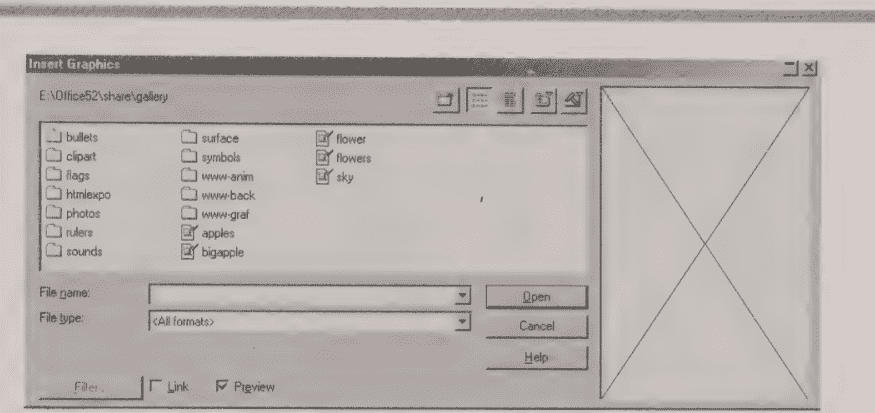 Insert Graphics
E:\Office52\share\gallery
bullets surface flower
clipart symbols flowers
flags www-anim sky
htmlexpo www-back
photos www-graf
rulers apples
sounds bigapple
File name: Open
File type: <All formats> Cancel
Help
Filter... Link Preview